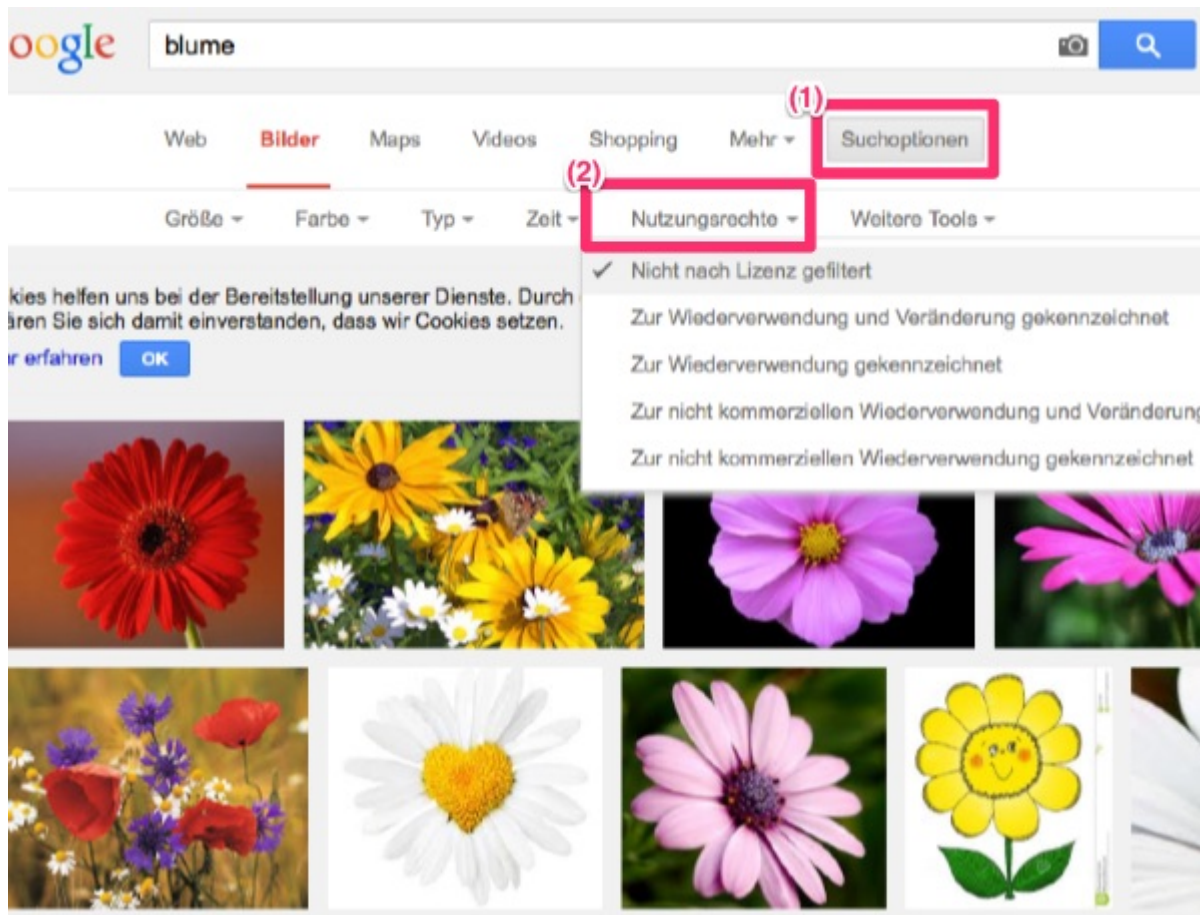 oogle
blume
(1)
Web Bilder Maps Videos Shopping Mehr Suchoptionen
(2)
Größe Farbe Typ Zeit Nutzungsrechte Weitere Tools
Nicht nach Lizenz gefiltert
kies helfen uns bei der Bereitstellung unserer Dienste. Durch
Zur Wiederverwendung und Veränderung gekennzeichnet
ären Sie sich damit einverstanden, dass wir Cookies setzen.
r erfahren OK
Zur Wiederverwendung gekennzeichnet
Zur nicht kommerziellen Wiederverwendung und Veränderung
Zur nicht kommerziellen Wiederverwendung gekennzeichnet